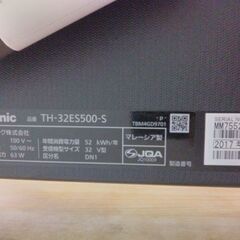 nic 品番 TH-32ES500-S
ク株式会社
100 V~ 年間消費電力量 52 kWh/年
50/60 Hz 受信機型サイズ 32 V型
63 W 区分名 DN1
P
TBM4GD9701
マレーシア製
JQA
製造番号
SERIAL N
MM755
2017